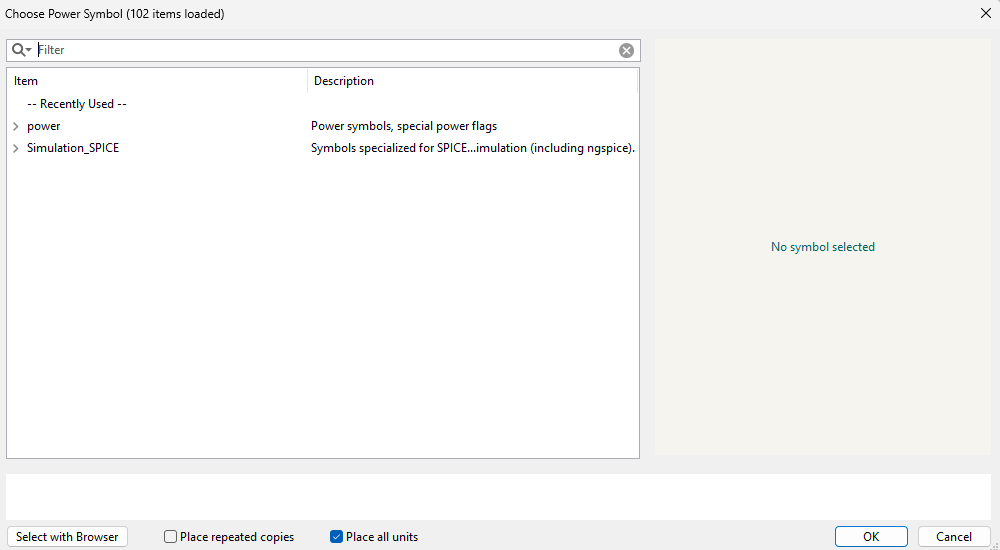 Choose Power Symbol (102 items loaded)
Filter
Item Description
-- Recently Used --
power Power symbols, special power flags
Simulation_SPICE Symbols specialized for SPICE...imulation (including ngspice).
No symbol selected
Select with Browser Place repeated copies Place all units OK Cancel